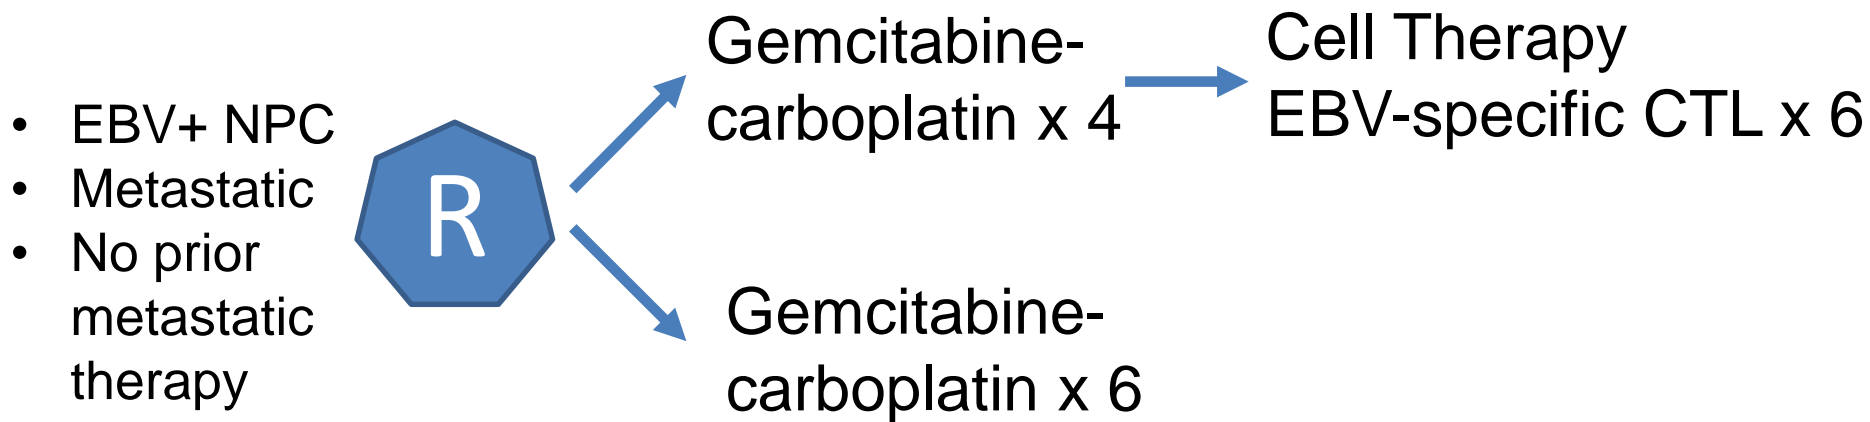 • EBV+ NPC
• Metastatic
• No prior
metastatic
therapy
R
Gemcitabine-
carboplatin x 4
Cell Therapy
EBV-specific CTL x 6
Gemcitabine-
carboplatin x 6